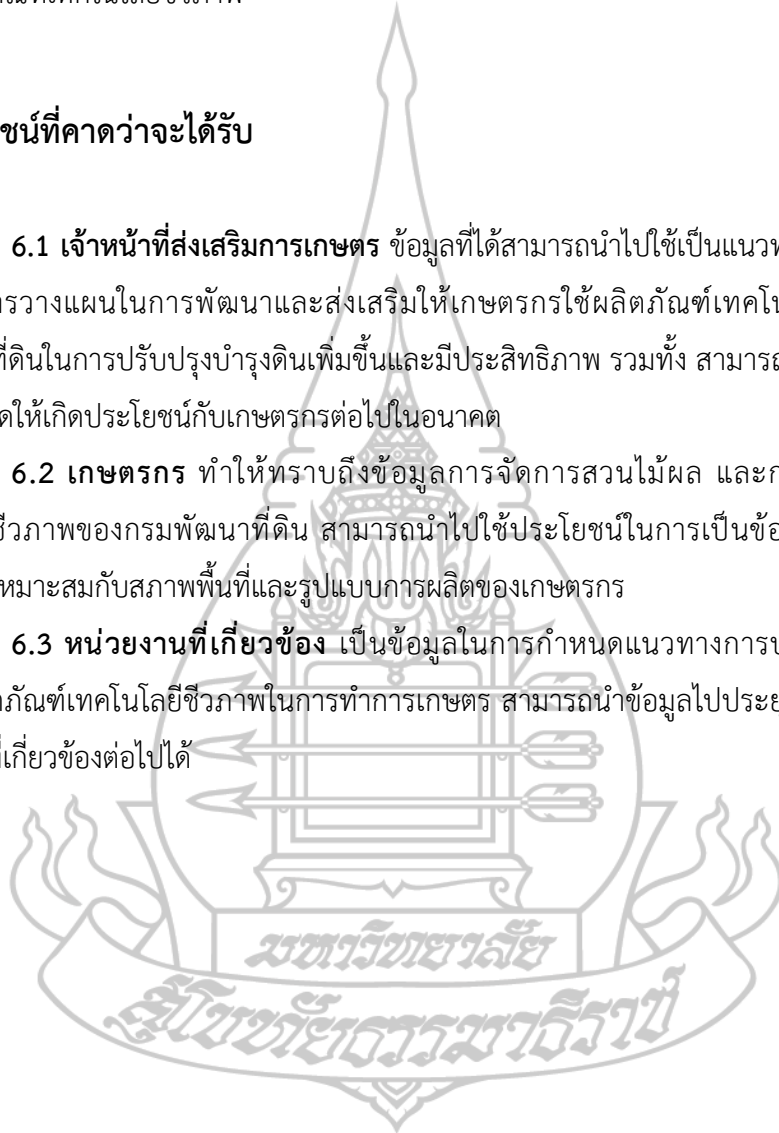 ชน์ที่คาดว่าจะได้รับ
6.1 เจ้าหน้าที่ส่งเสริมการเกษตร ข้อมูลที่ได้สามารถนำไปใช้เป็นแนวท
รวางแผนในการพัฒนาและส่งเสริมให้เกษตรกรใช้ผลิตภัณฑ์เทคโน
ที่ดินในการปรับปรุงบำรุงดินเพิ่มขึ้นและมีประสิทธิภาพ รวมทั้ง สามารถ
ดให้เกิดประโยชน์กับเกษตรกรต่อไปในอนาคต
6.2 เกษตรกร ทำให้ทราบถึงข้อมูลการจัดการสวนไม้ผล และก
ชีวภาพของกรมพัฒนาที่ดิน สามารถนำไปใช้ประโยชน์ในการเป็นข้อ
หมาะสมกับสภาพพื้นที่และรูปแบบการผลิตของเกษตรกร
6.3 หน่วยงานที่เกี่ยวข้อง เป็นข้อมูลในการกำหนดแนวทางการป
ภัณฑ์เทคโนโลยีชีวภาพในการทำการเกษตร สามารถนำข้อมูลไปประย
ที่เกี่ยวข้องต่อไปได้
มหาวิทยาลัย
สุโขทัยธรรมาธิราช